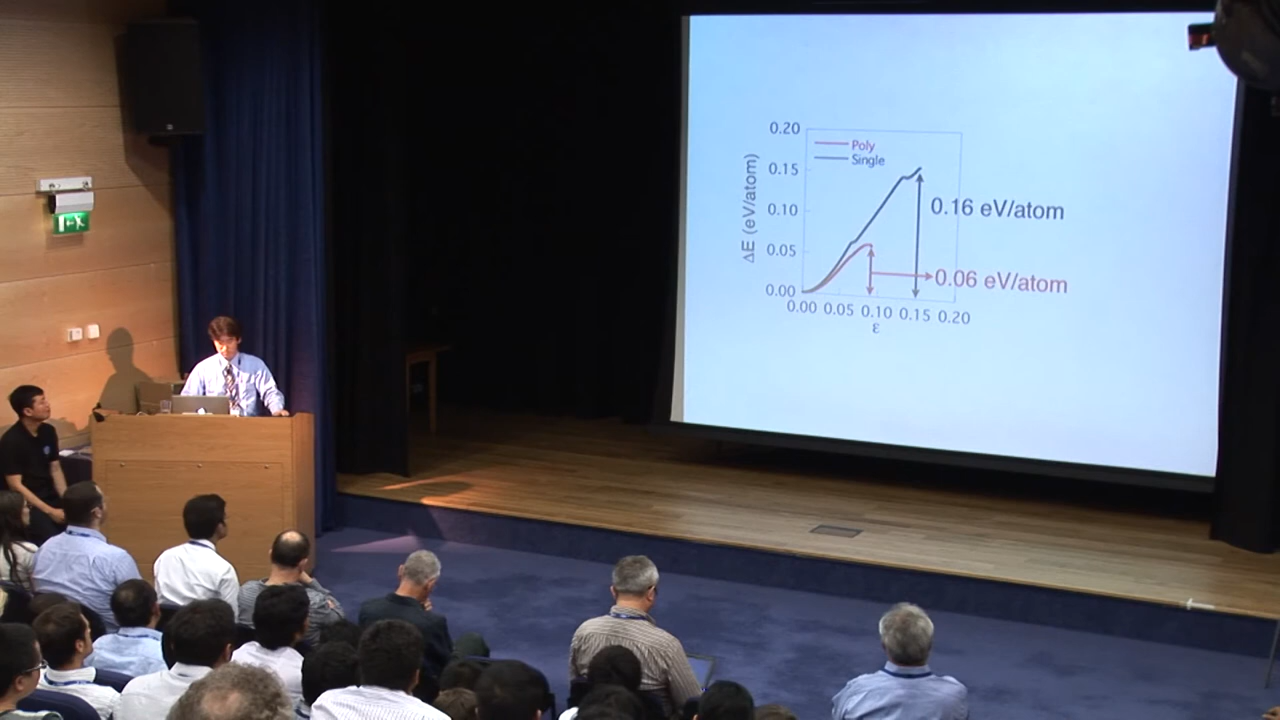 0.20
Poly
Single
0.15
0.16 eV/atom
0.10
ΔE (eV/atom)
0.05
0.06 eV/atom
0.00
0.00 0.05 0.10 0.15 0.20
ε